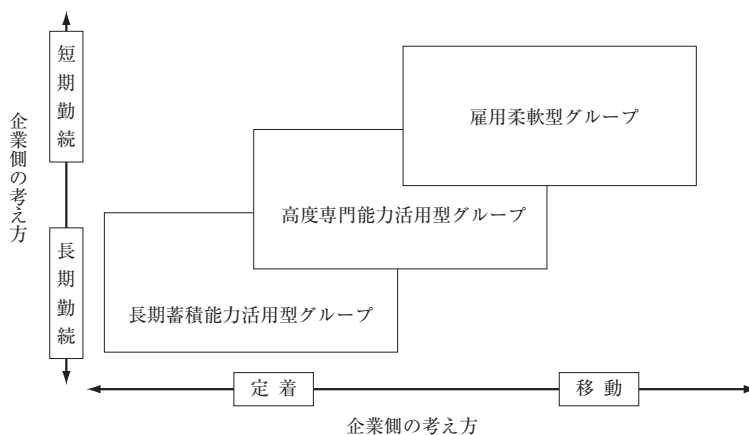 短期勤続
企業側の考え方
長期勤続
雇用柔軟型グループ
高度専門能力活用型グループ
長期蓄積能力活用型グループ
定着
移動
企業側の考え方